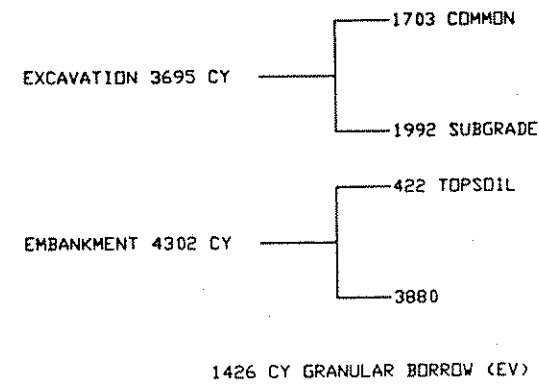 1703 COMMON
EXCAVATION 3695 CY
1992 SUBGRADE
422 TOPSOIL
EMBANKMENT 4302 CY
3880
1426 CY GRANULAR BORROW (EV)